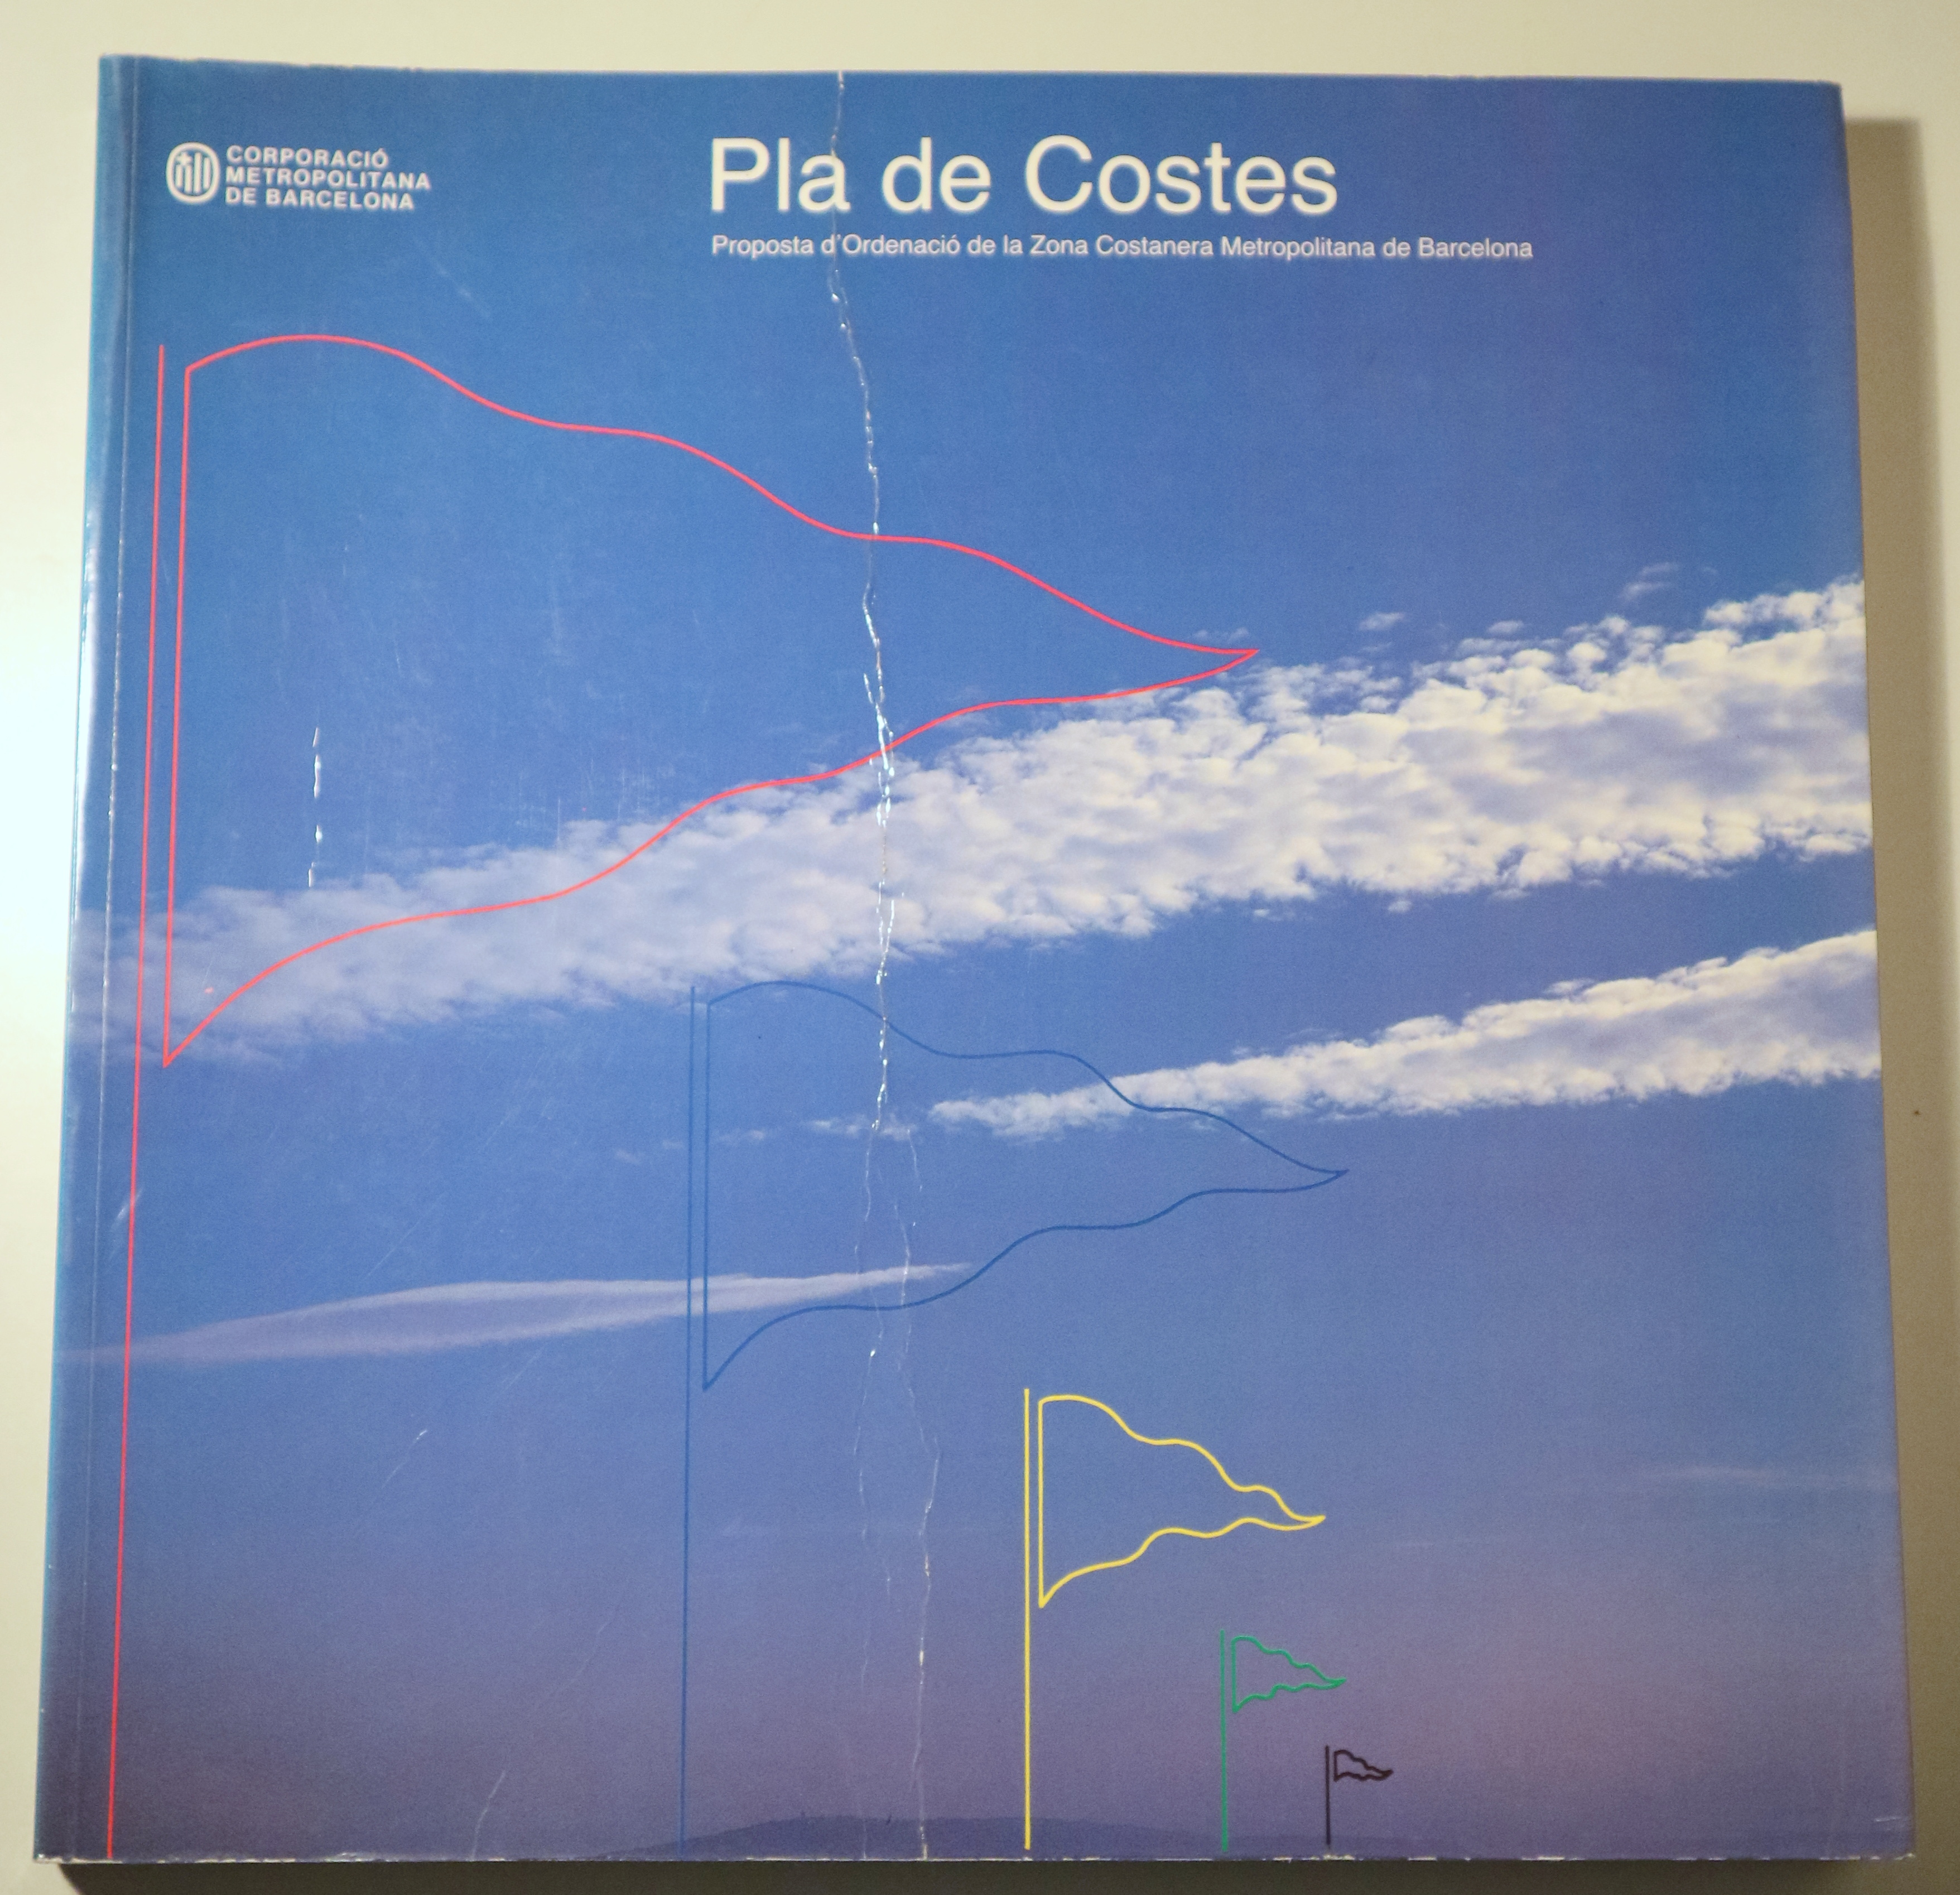 CORPORACIÓ
METROPOLITANA
DE BARCELONA
Pla de Costes
Proposta d'Ordenació de la Zona Costanera Metropolitana de Barcelona